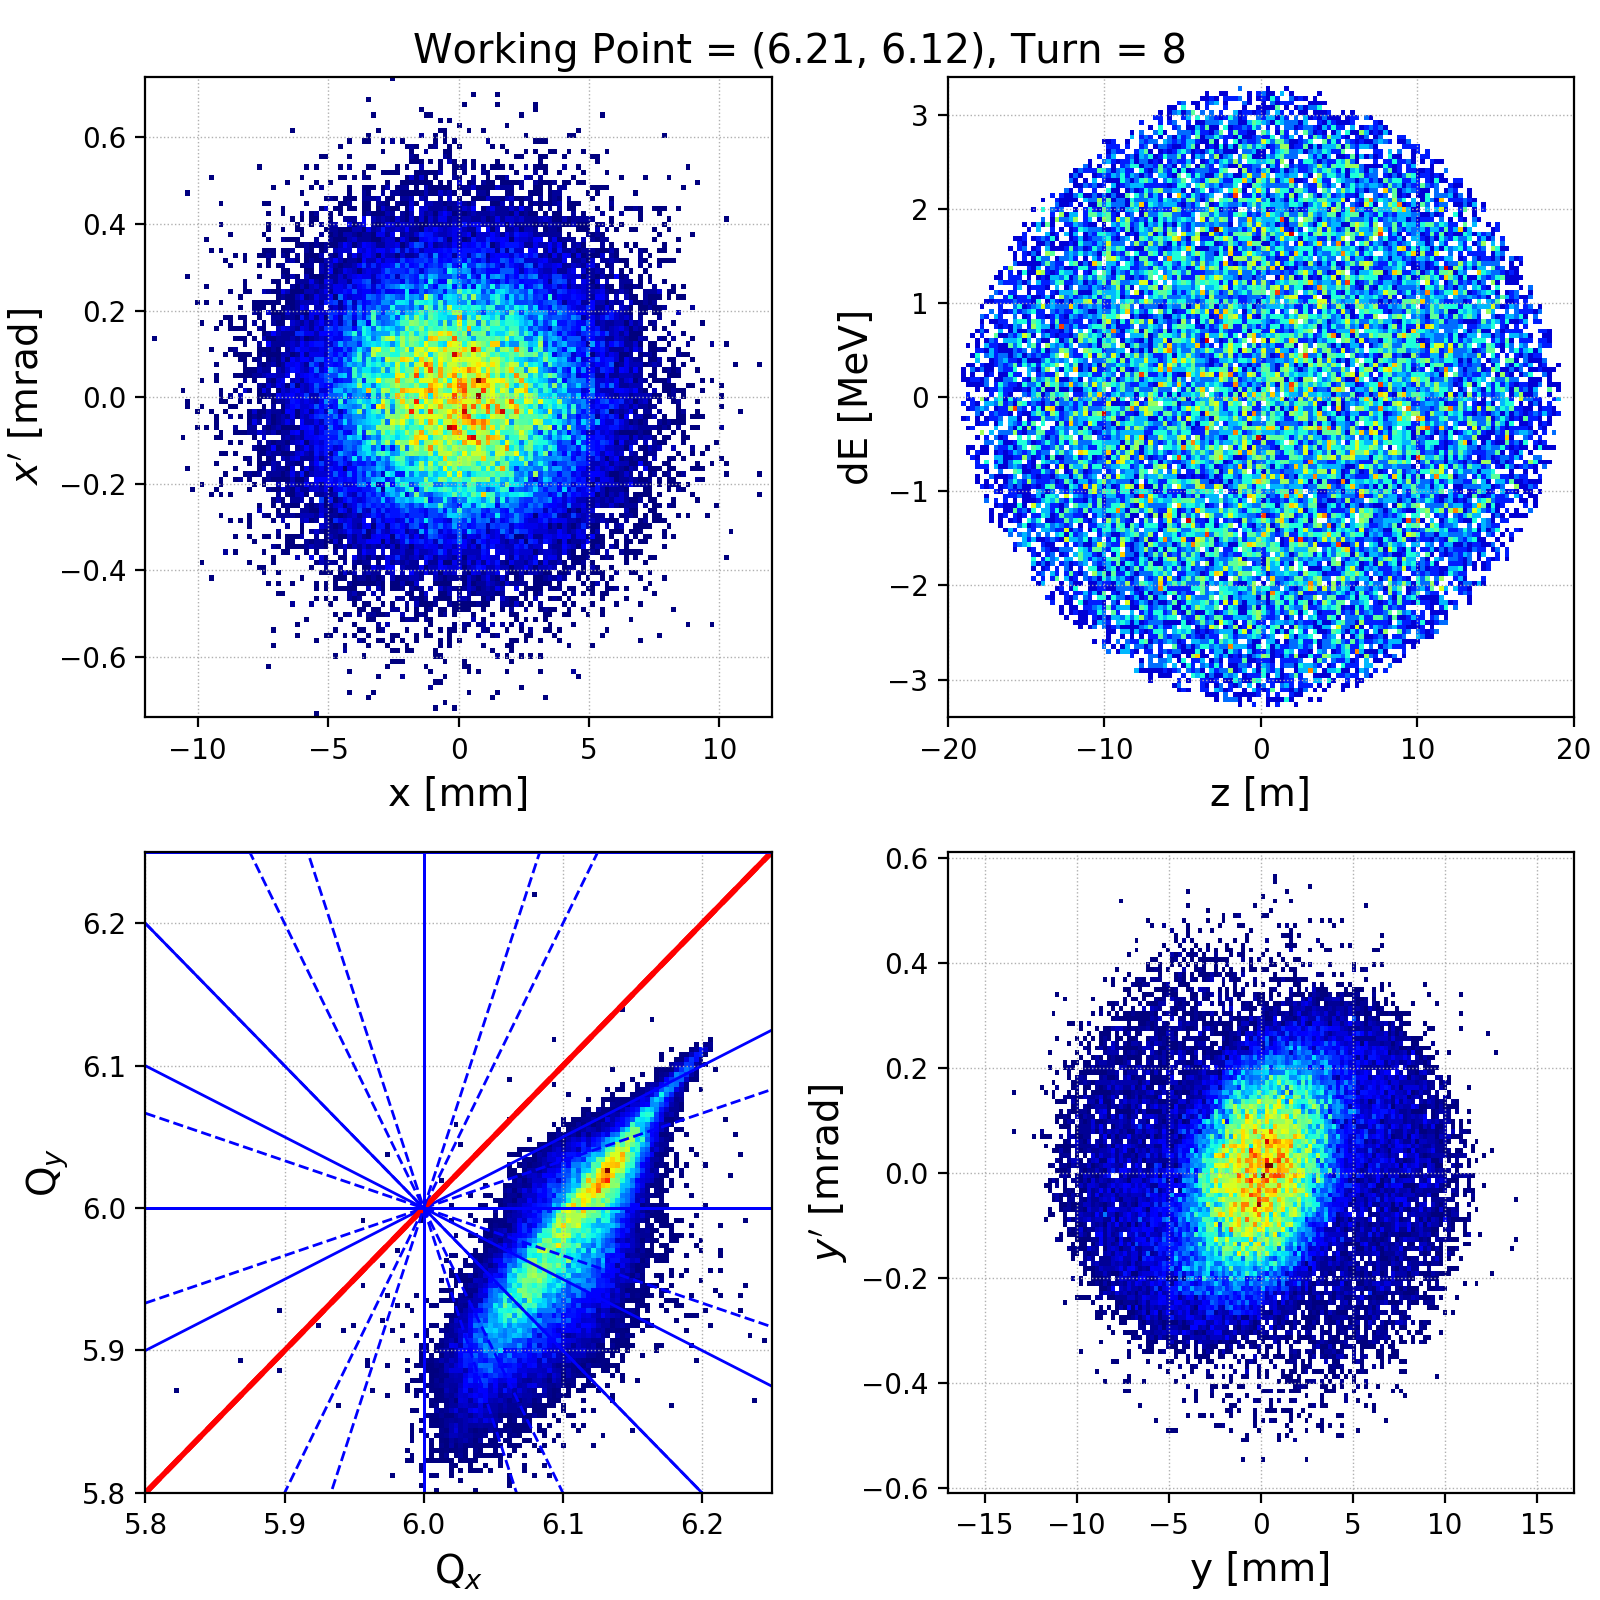 Working Point = (6.21, 6.12), Turn = 8
0.6
0.4
0.2
0.0
−0.2
−0.4
−0.6
x′ [mrad]
−10 −5 0 5 10
x [mm]
3
2
1
0
−1
−2
−3
dE [MeV]
−20 −10 0 10 20
z [m]
6.2
6.1
6.0
5.9
5.8
Qy
5.8 5.9 6.0 6.1 6.2
Qx
0.6
0.4
0.2
0.0
−0.2
−0.4
−0.6
y′ [mrad]
−15 −10 −5 0 5 10 15
y [mm]